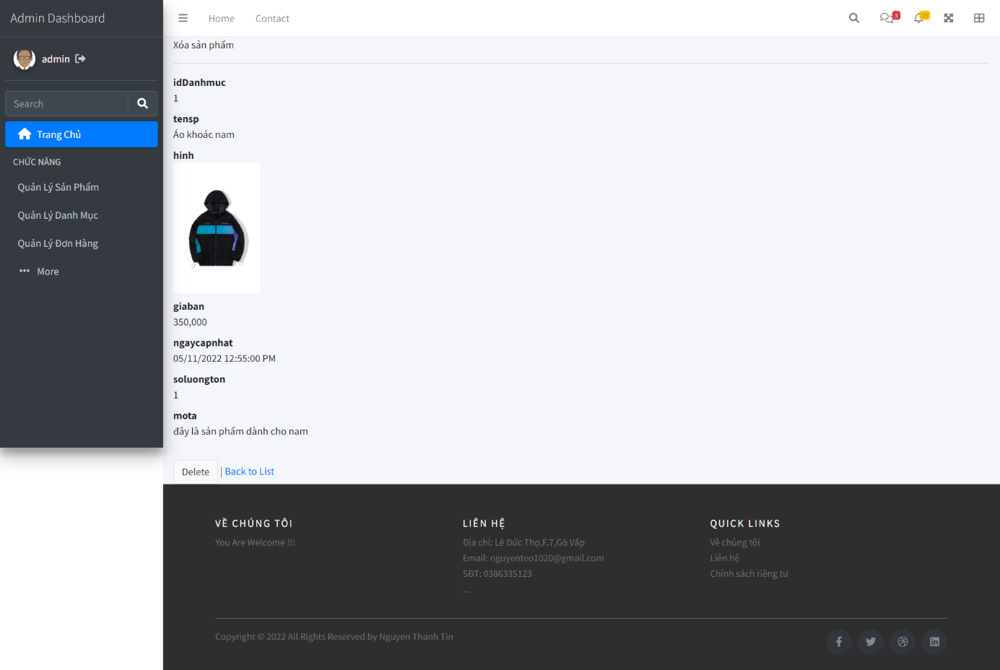 Admin Dashboard
Home
Contact
3
15
admin
Search
Trang Chủ
CHỨC NĂNG
Quản Lý Sản Phẩm
Quản Lý Danh Mục
Quản Lý Đơn Hàng
More
Xóa sản phẩm
idDanhmuc
1
tensp
Áo khoác nam
hinh
giaban
350,000
ngaycapnhat
05/11/2022 12:55:00 PM
soluongton
1
mota
đây là sản phẩm dành cho nam
Delete | Back to List
VỀ CHÚNG TÔI
You Are Welcome !!!
LIÊN HỆ
Địa chỉ: Lê Đức Thọ,F.7,Gò Vấp
Email: nguyenteo1020@gmail.com
SĐT: 0386335123
...
QUICK LINKS
Về chúng tôi
Liên hệ
Chính sách riêng tư
Copyright © 2022 All Rights Reserved by Nguyen Thanh Tin